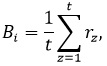 $B_i = \frac{1}{t} \sum_{z=1}^{t} r_z,$